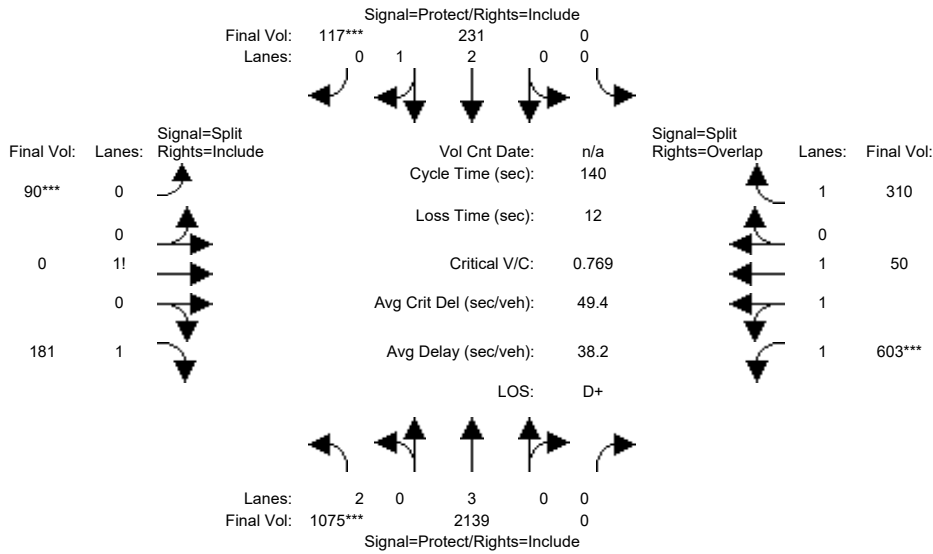 Signal=Protect/Rights=Include
Final Vol: 117*** 231 0
Lanes: 0 1 2 0 0
Signal=Split Signal=Split
Final Vol: Lanes: Rights=Include Vol Cnt Date: n/a Rights=Overlap Lanes: Final Vol:
Cycle Time (sec): 140
90*** 0 1 310
Loss Time (sec): 12
0 0
0 1! Critical V/C: 0.769 1 50
0 Avg Crit Del (sec/veh): 49.4 1
181 1 Avg Delay (sec/veh): 38.2 1 603***
LOS: D+
Lanes: 2 0 3 0 0
Final Vol: 1075*** 2139 0
Signal=Protect/Rights=Include